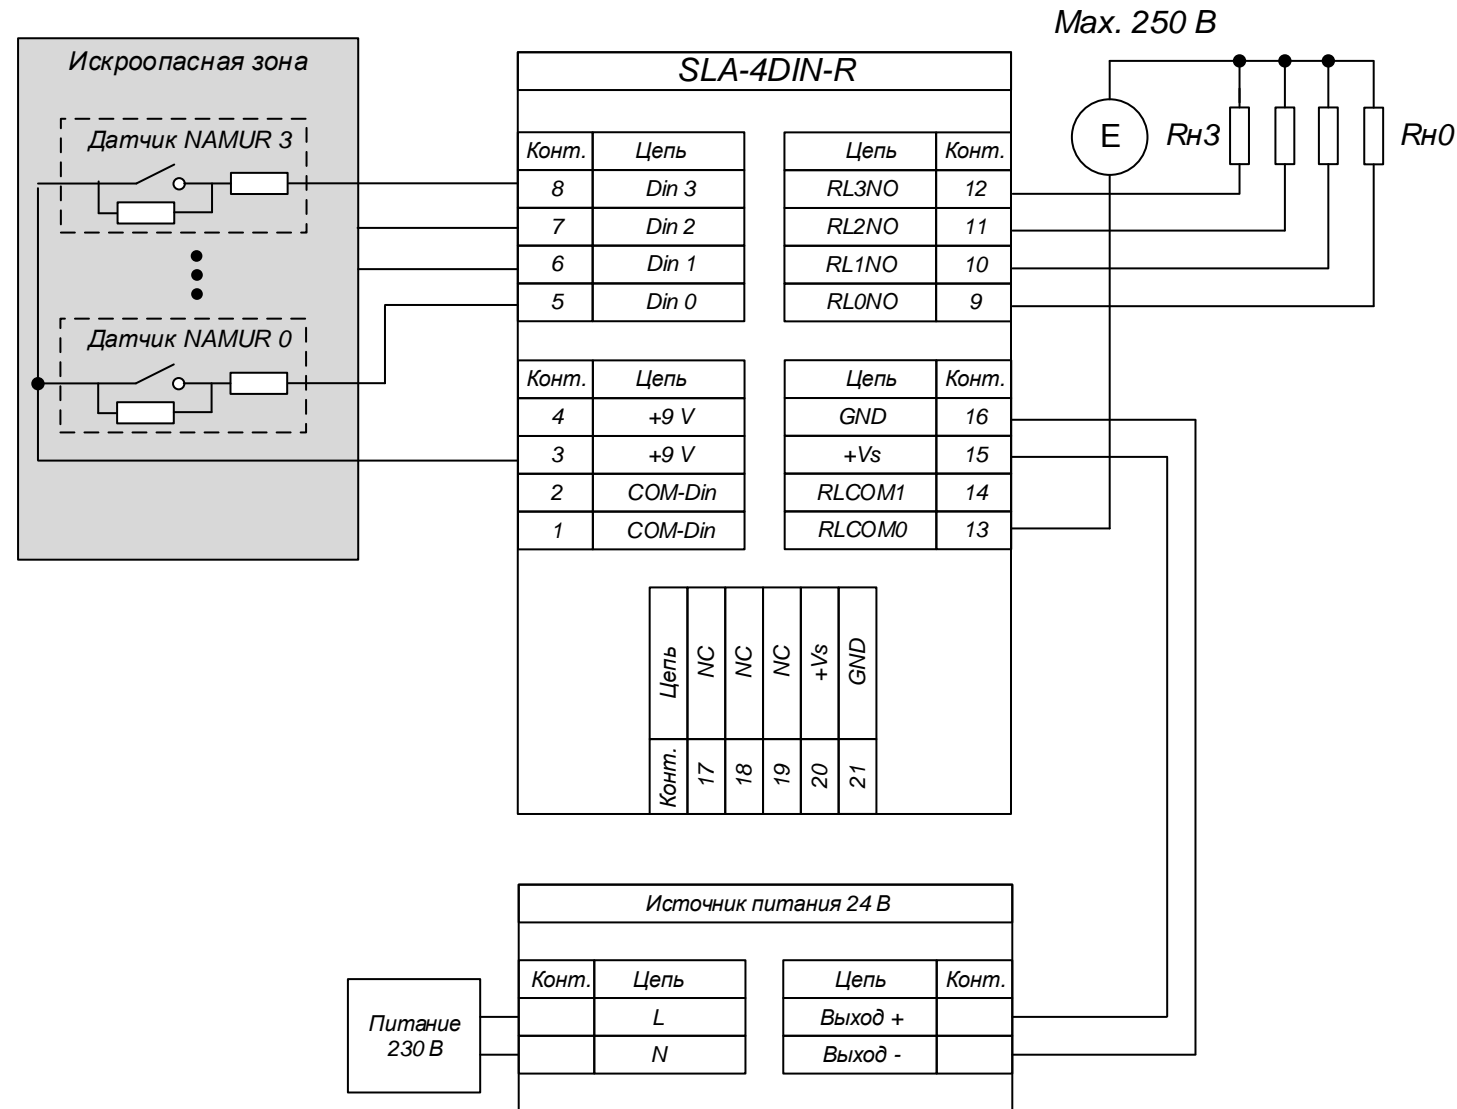 Max. 250 В
Искроопасная зона
SLA-4DIN-R
Датчик NAMUR 3
E
Rн3
Rн0
Конт. Цепь Цепь Конт.
8 Din 3 RL3NO 12
7 Din 2 RL2NO 11
6 Din 1 RL1NO 10
5 Din 0 RL0NO 9
Датчик NAMUR 0
Конт. Цепь Цепь Конт.
4 +9 V GND 16
3 +9 V +Vs 15
2 COM-Din RLCOM1 14
1 COM-Din RLCOM0 13
Цепь NC NC NC +Vs GND
Конт. 17 18 19 20 21
Источник питания 24 В
Конт. Цепь Цепь Конт.
L Выход +
N Выход -
Питание
230 В